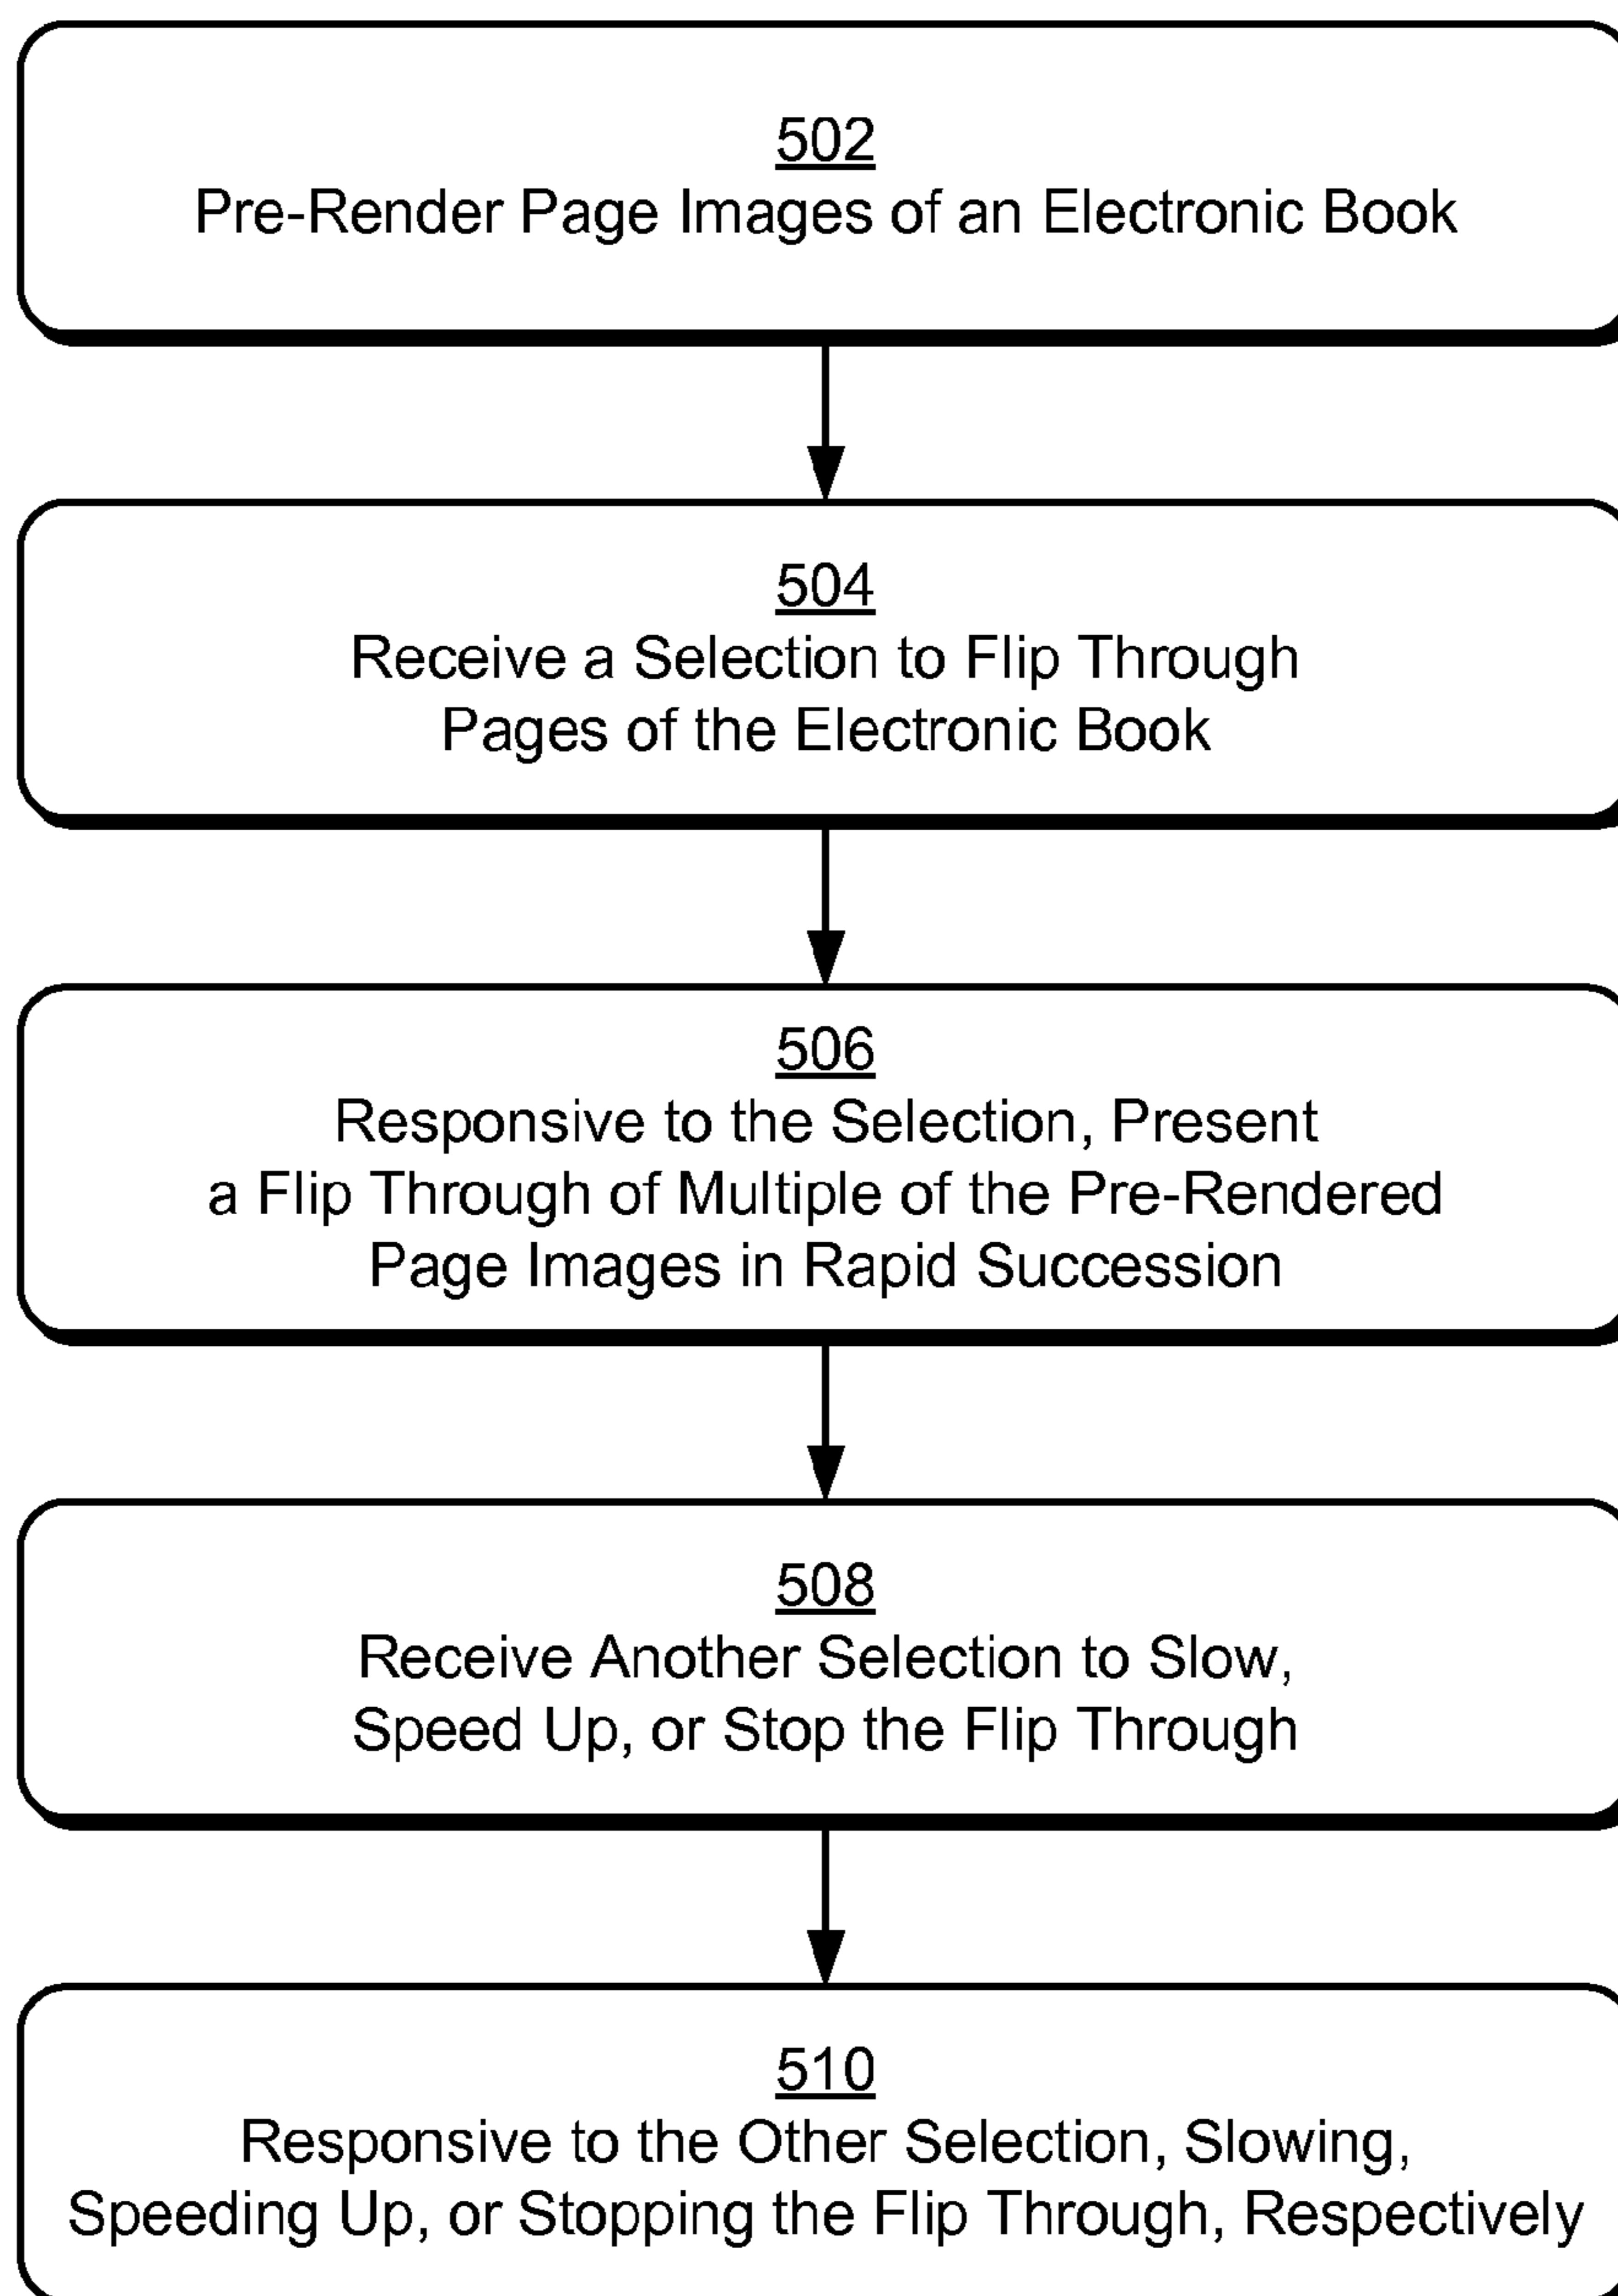 502
Pre-Render Page Images of an Electronic Book
504
Receive a Selection to Flip Through
Pages of the Electronic Book
506
Responsive to the Selection, Present
a Flip Through of Multiple of the Pre-Rendered
Page Images in Rapid Succession
508
Receive Another Selection to Slow,
Speed Up, or Stop the Flip Through
510
Responsive to the Other Selection, Slowing,
Speeding Up, or Stopping the Flip Through, Respectively